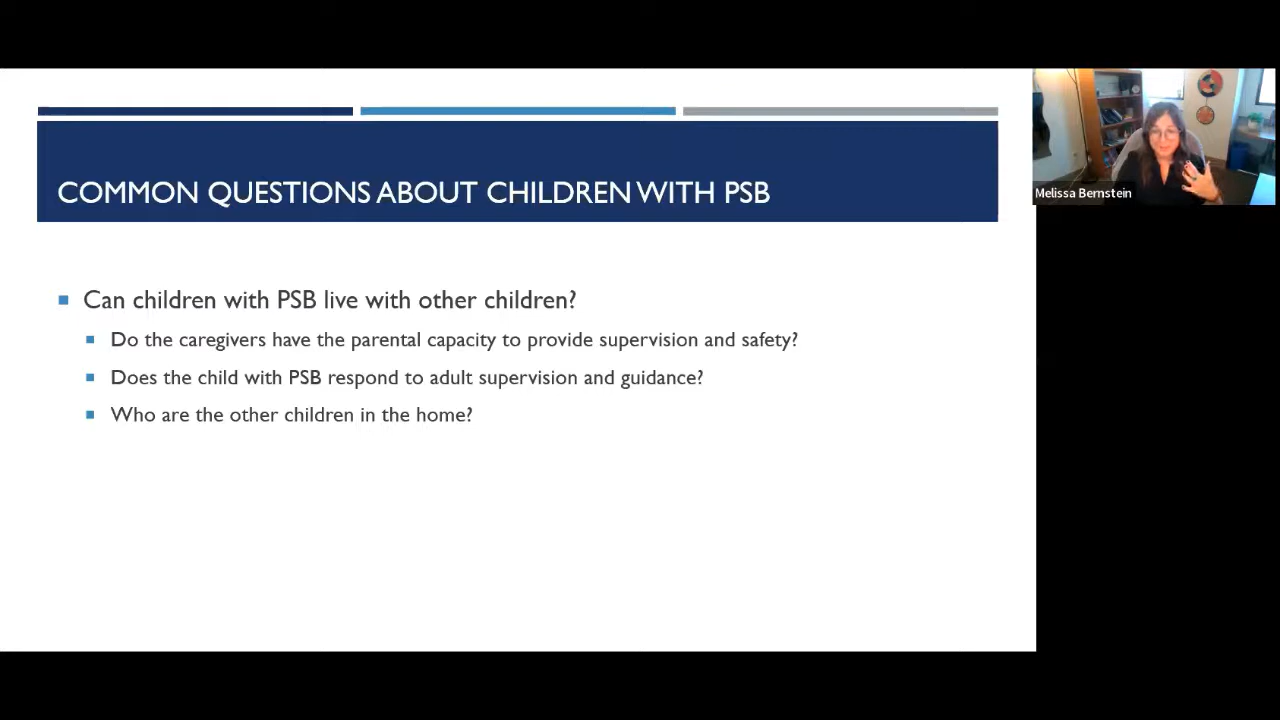 COMMON QUESTIONS ABOUT CHILDREN WITH PSB
Can children with PSB live with other children?
Do the caregivers have the parental capacity to provide supervision and safety?
Does the child with PSB respond to adult supervision and guidance?
Who are the other children in the home?
Melissa Bernstein